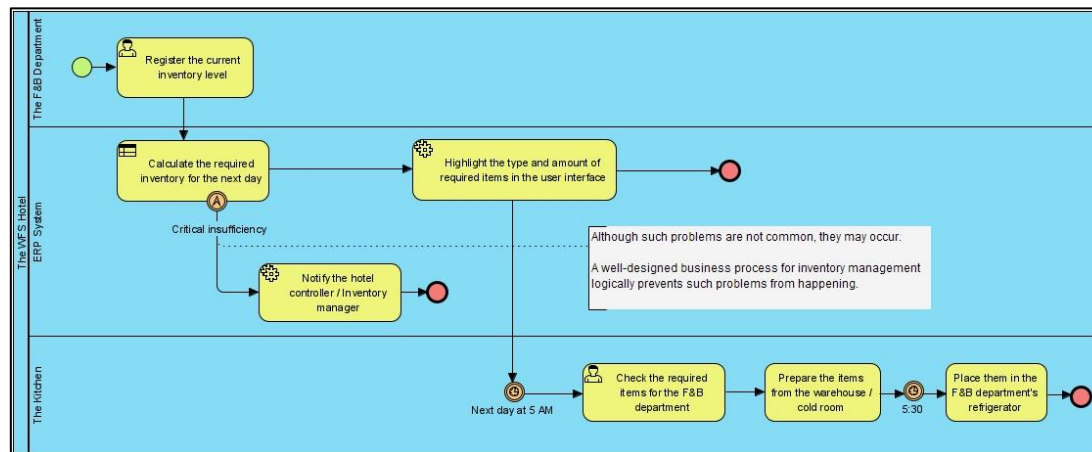 The WFS Hotel
The F&B Department
Register the current
inventory level
ERP System
Calculate the required
inventory for the next day
Highlight the type and amount of
required items in the user interface
A
Critical insufficiency
Although such problems are not common, they may occur.
A well-designed business process for inventory management
logically prevents such problems from happening.
Notify the hotel
controller / Inventory
manager
The Kitchen
Next day at 5 AM
Check the required
items for the F&B
department
Prepare the items
from the warehouse /
cold room
5:30
Place them in the
F&B department's
refrigerator